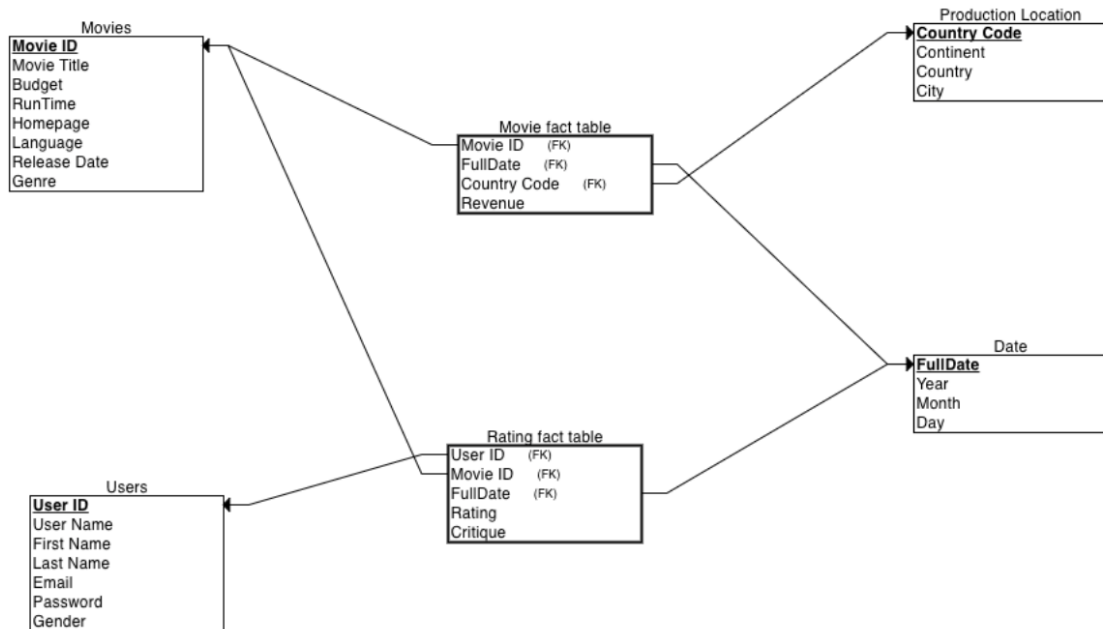 Movies
Movie ID
Movie Title
Budget
RunTime
Homepage
Language
Release Date
Genre
Production Location
Country Code
Continent
Country
City
Movie fact table
Movie ID (FK)
FullDate (FK)
Country Code (FK)
Revenue
Date
FullDate
Year
Month
Day
Rating fact table
User ID (FK)
Movie ID (FK)
FullDate (FK)
Rating
Critique
Users
User ID
User Name
First Name
Last Name
Email
Password
Gender